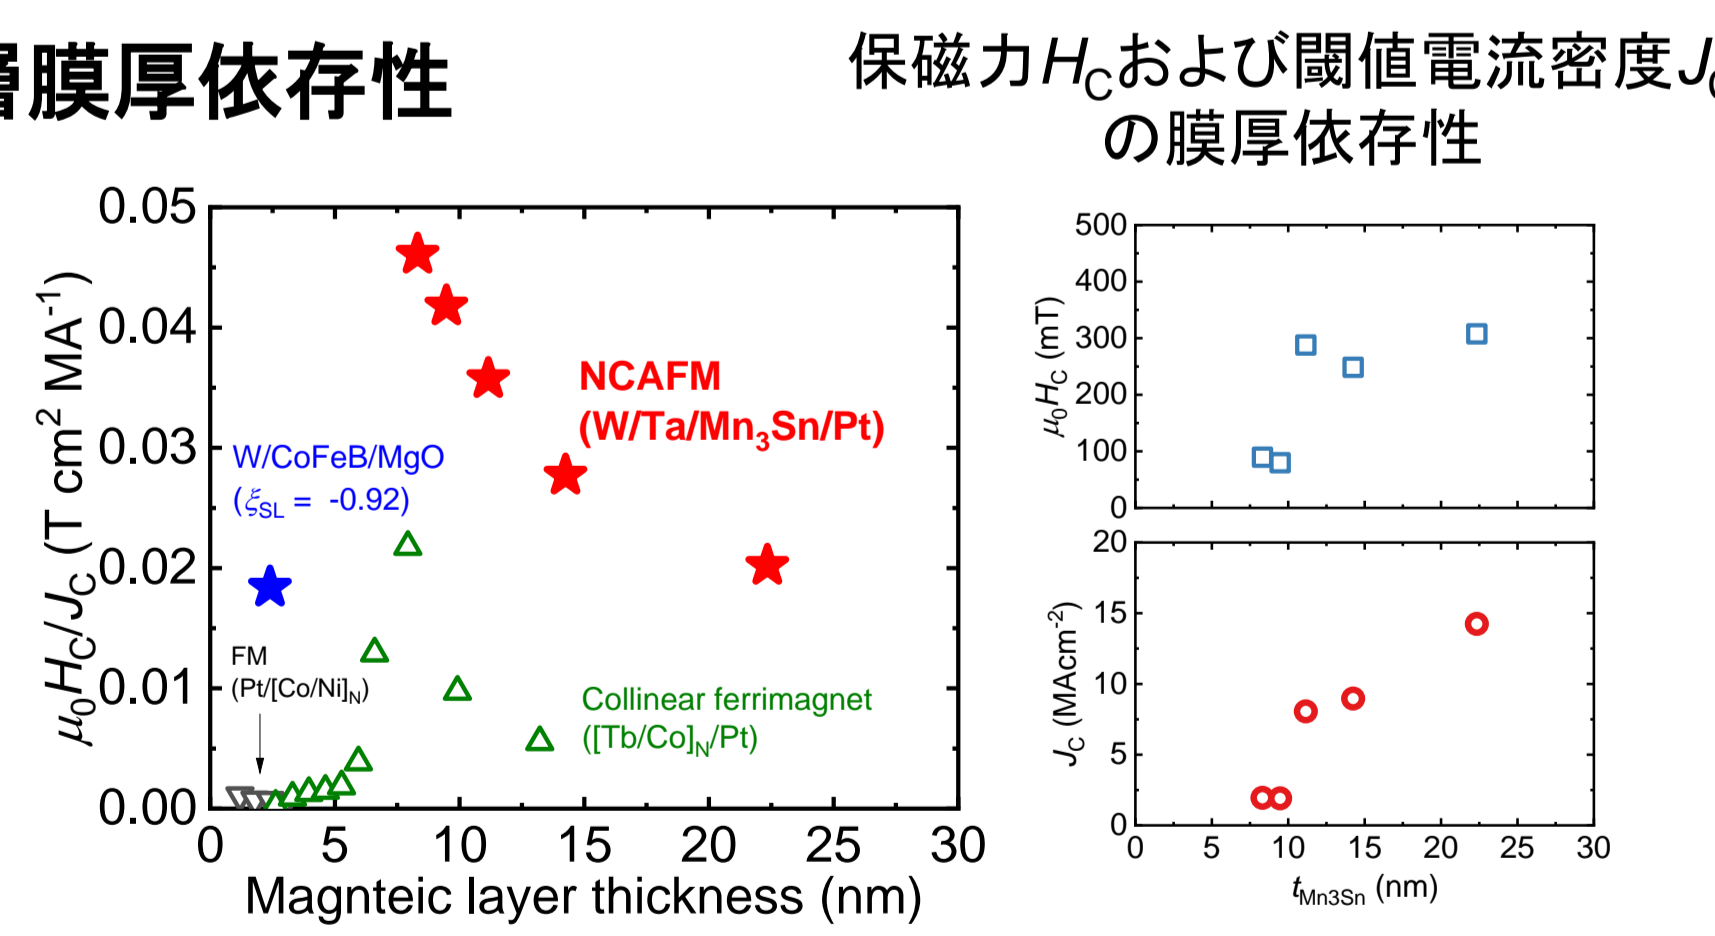 層膜厚依存性
保磁力HCおよび閾値電流密度JC
の膜厚依存性
0.05
0.04
0.03
0.02
0.01
0.00
μ0HC/JC (T cm2 MA-1)
NCAFM
(W/Ta/Mn3Sn/Pt)
W/CoFeB/MgO
(ξSL = -0.92)
FM
(Pt/[Co/Ni]N)
Collinear ferrimagnet
([Tb/Co]N/Pt)
0 5 10 15 20 25 30
Magnteic layer thickness (nm)
500
400
300
200
100
0
μ0HC (mT)
20
15
10
5
0
JC (MAcm-2)
0 5 10 15 20 25 30
tMn3Sn (nm)